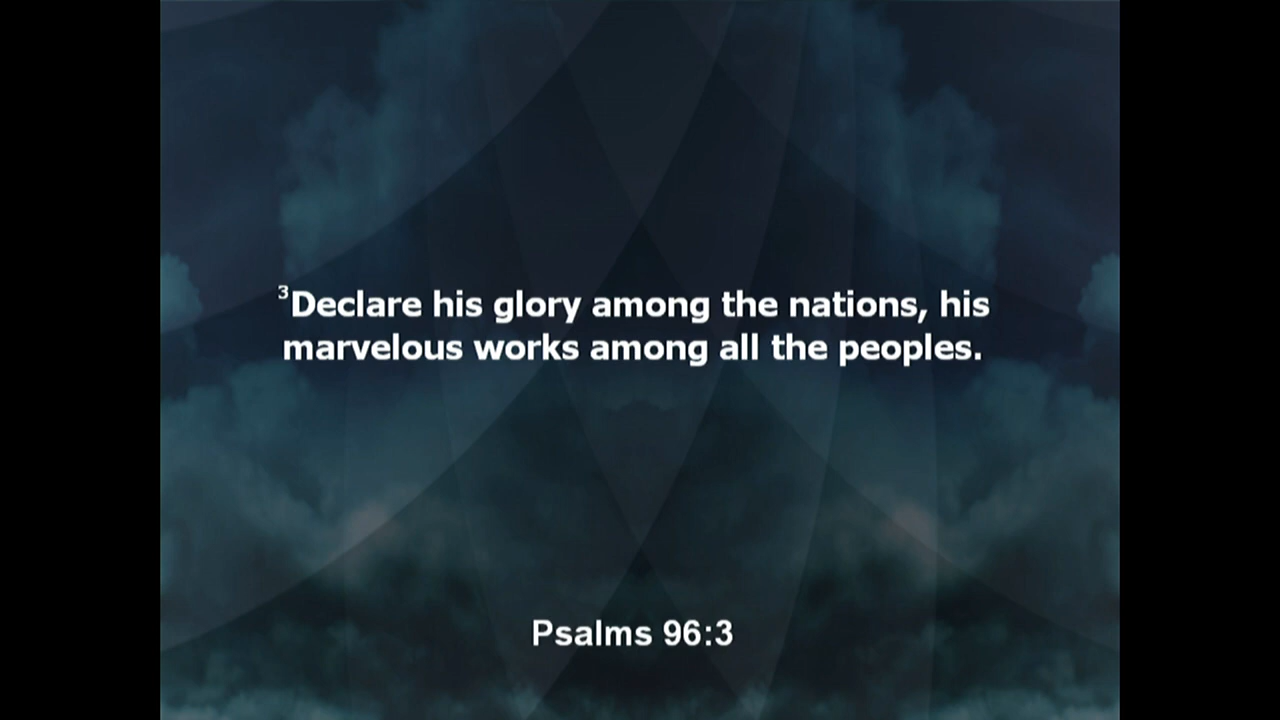 ³Declare his glory among the nations, his
marvelous works among all the peoples.
Psalms 96:3